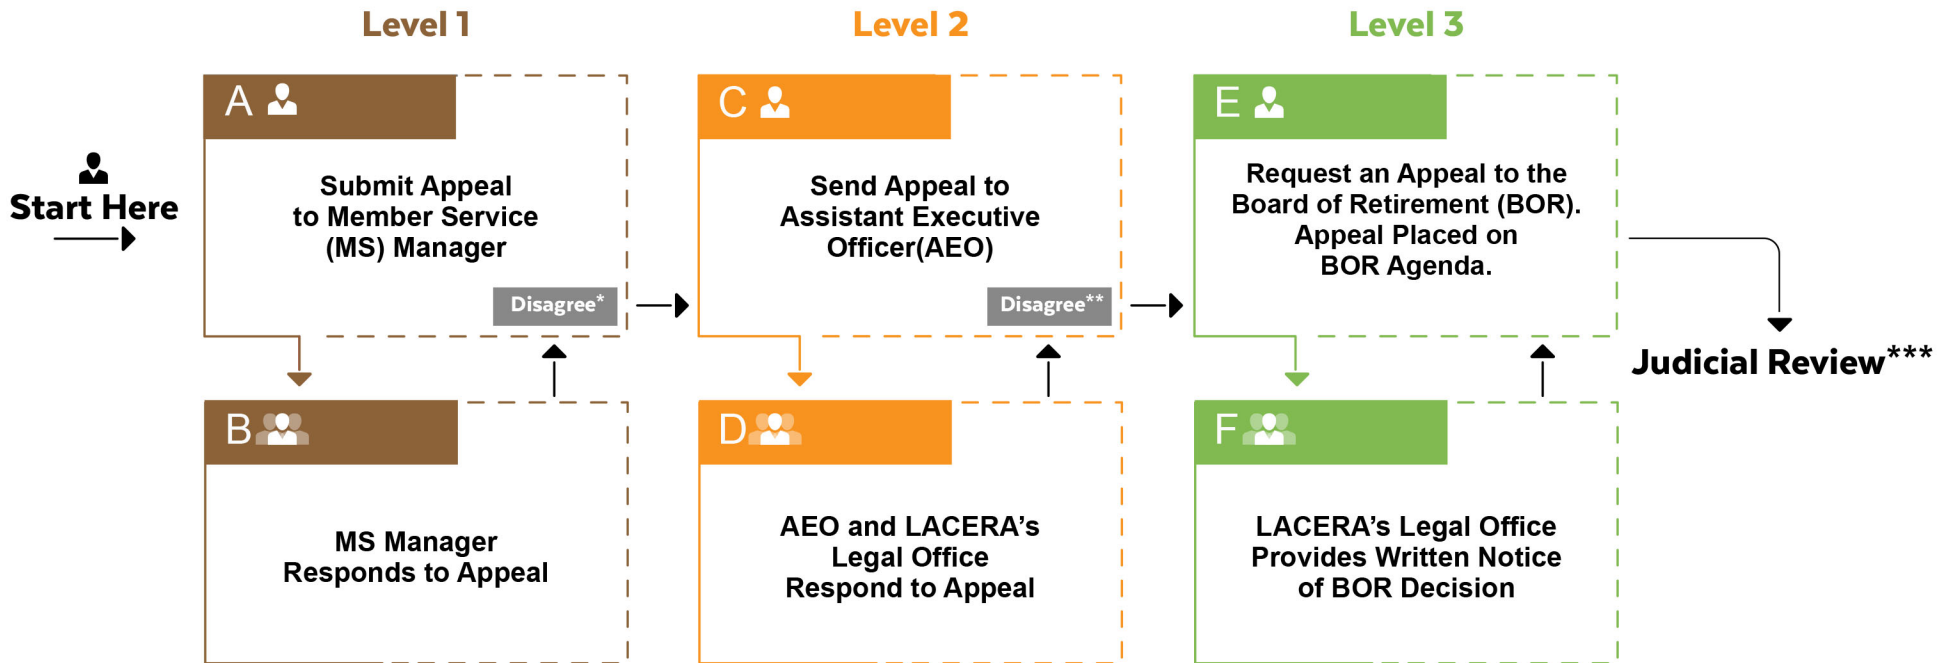 Level 1
Level 2
Level 3
Start Here
A
Submit Appeal
to Member Service
(MS) Manager
Disagree*
B
MS Manager
Responds to Appeal
C
Send Appeal to
Assistant Executive
Officer(AEO)
Disagree**
D
AEO and LACERA’s
Legal Office
Respond to Appeal
E
Request an Appeal to the
Board of Retirement (BOR).
Appeal Placed on
BOR Agenda.
F
LACERA’s Legal Office
Provides Written Notice
of BOR Decision
Judicial Review***